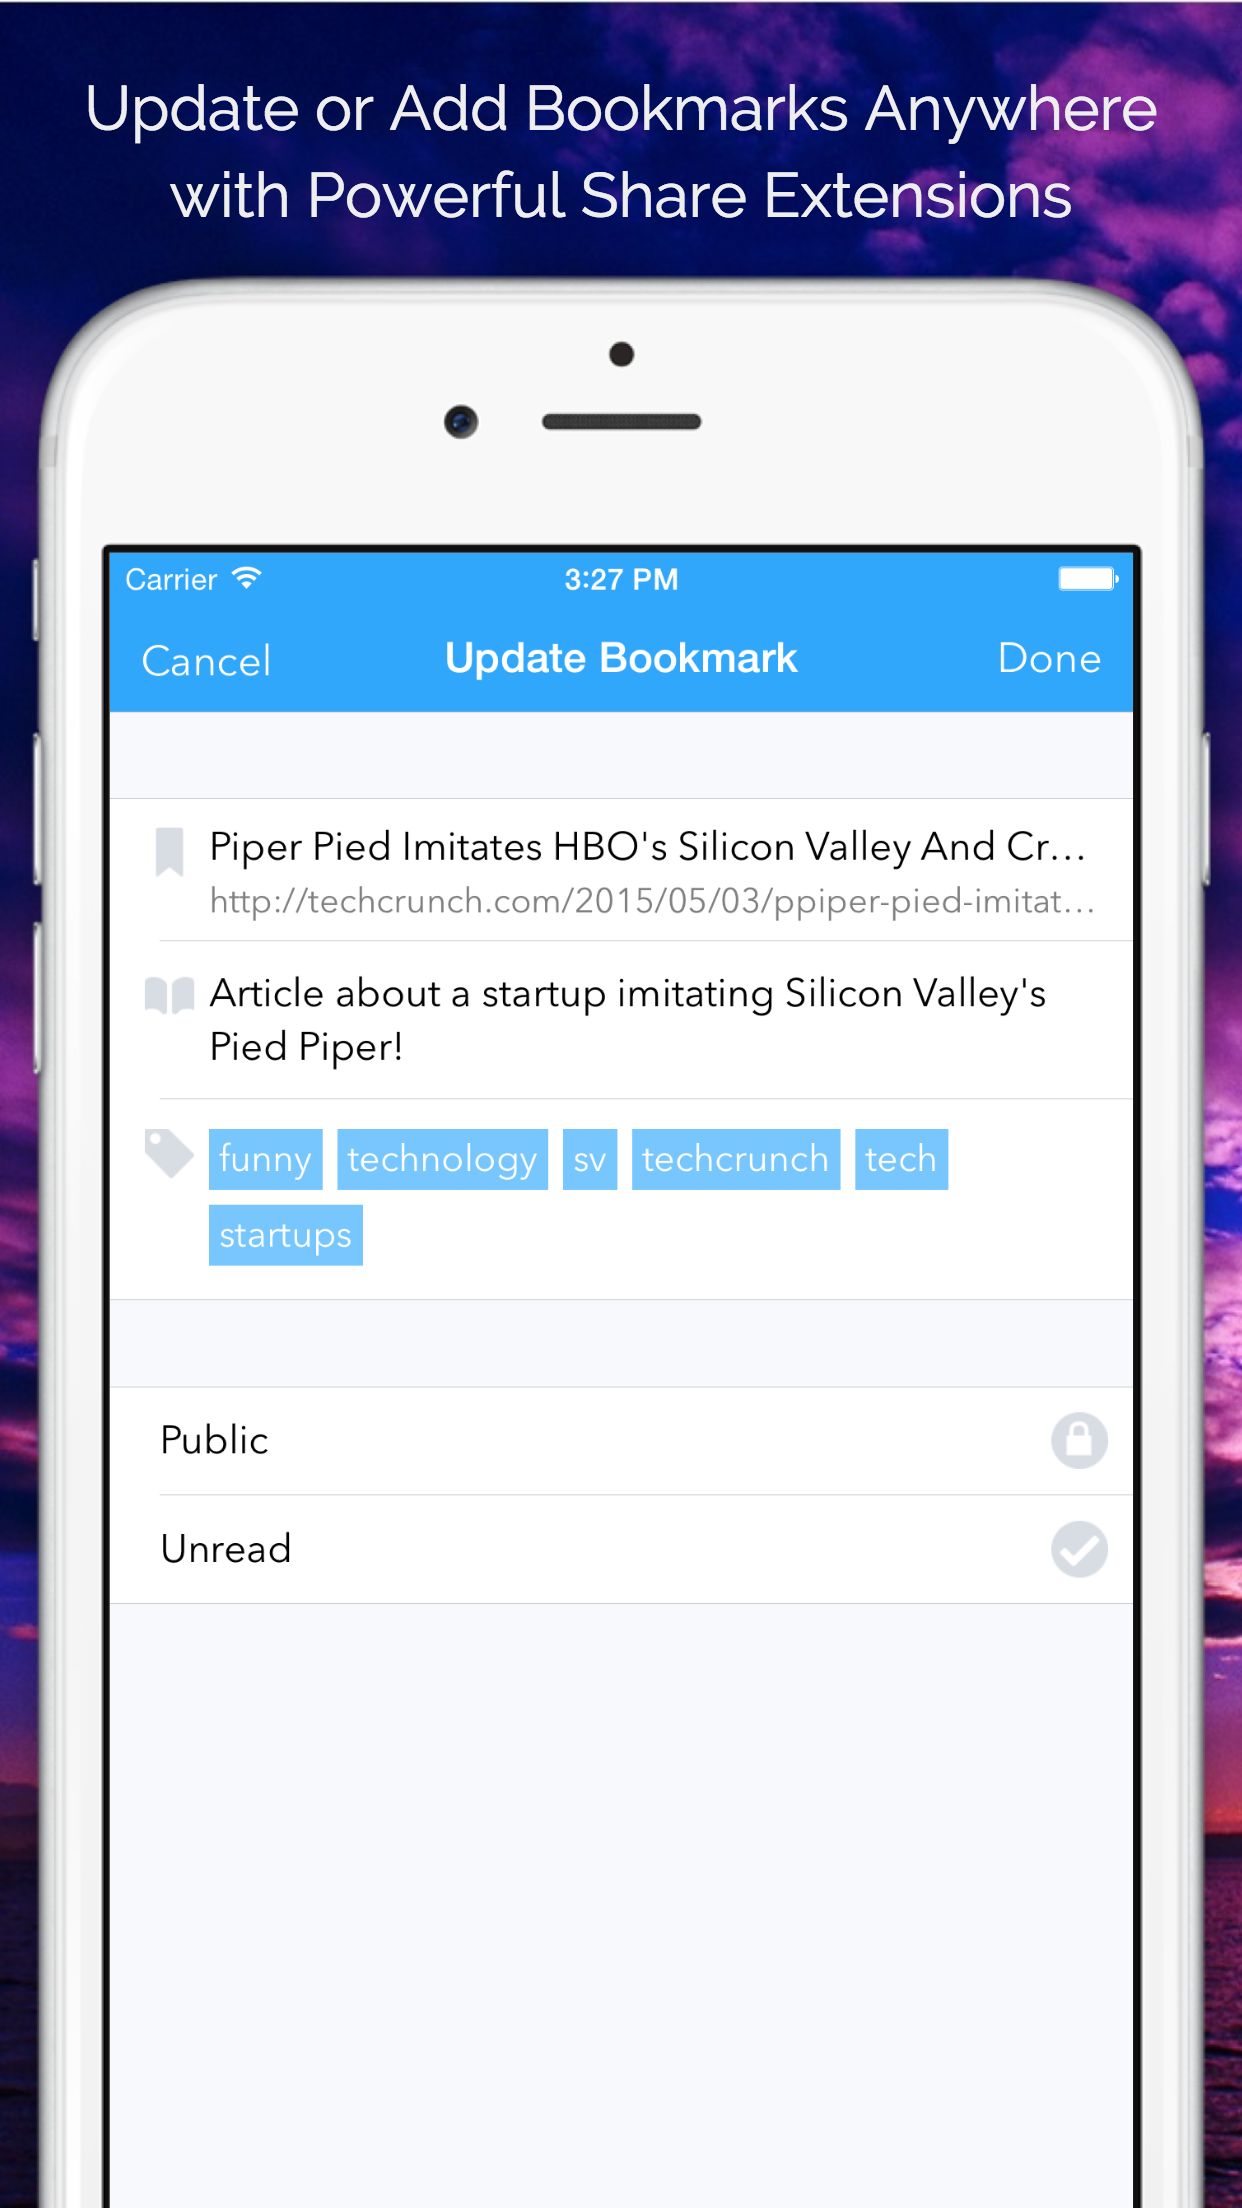 Update or Add Bookmarks Anywhere
with Powerful Share Extensions
Carrier 3:27 PM
Cancel Update Bookmark Done
Piper Pied Imitates HBO's Silicon Valley And Cr...
http://techcrunch.com/2015/05/03/ppiper-pied-imitat...
Article about a startup imitating Silicon Valley's
Pied Piper!
funny technology sv techcrunch tech
startups
Public
Unread